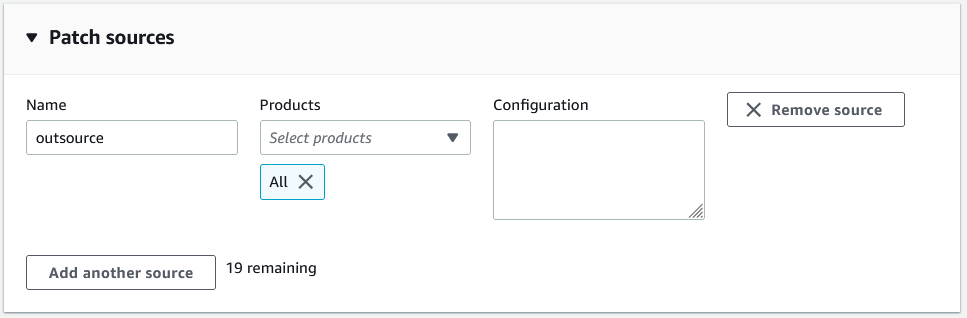 Patch sources
Name
Products
Configuration
Remove source
outsource
Select products
All
Add another source
19 remaining